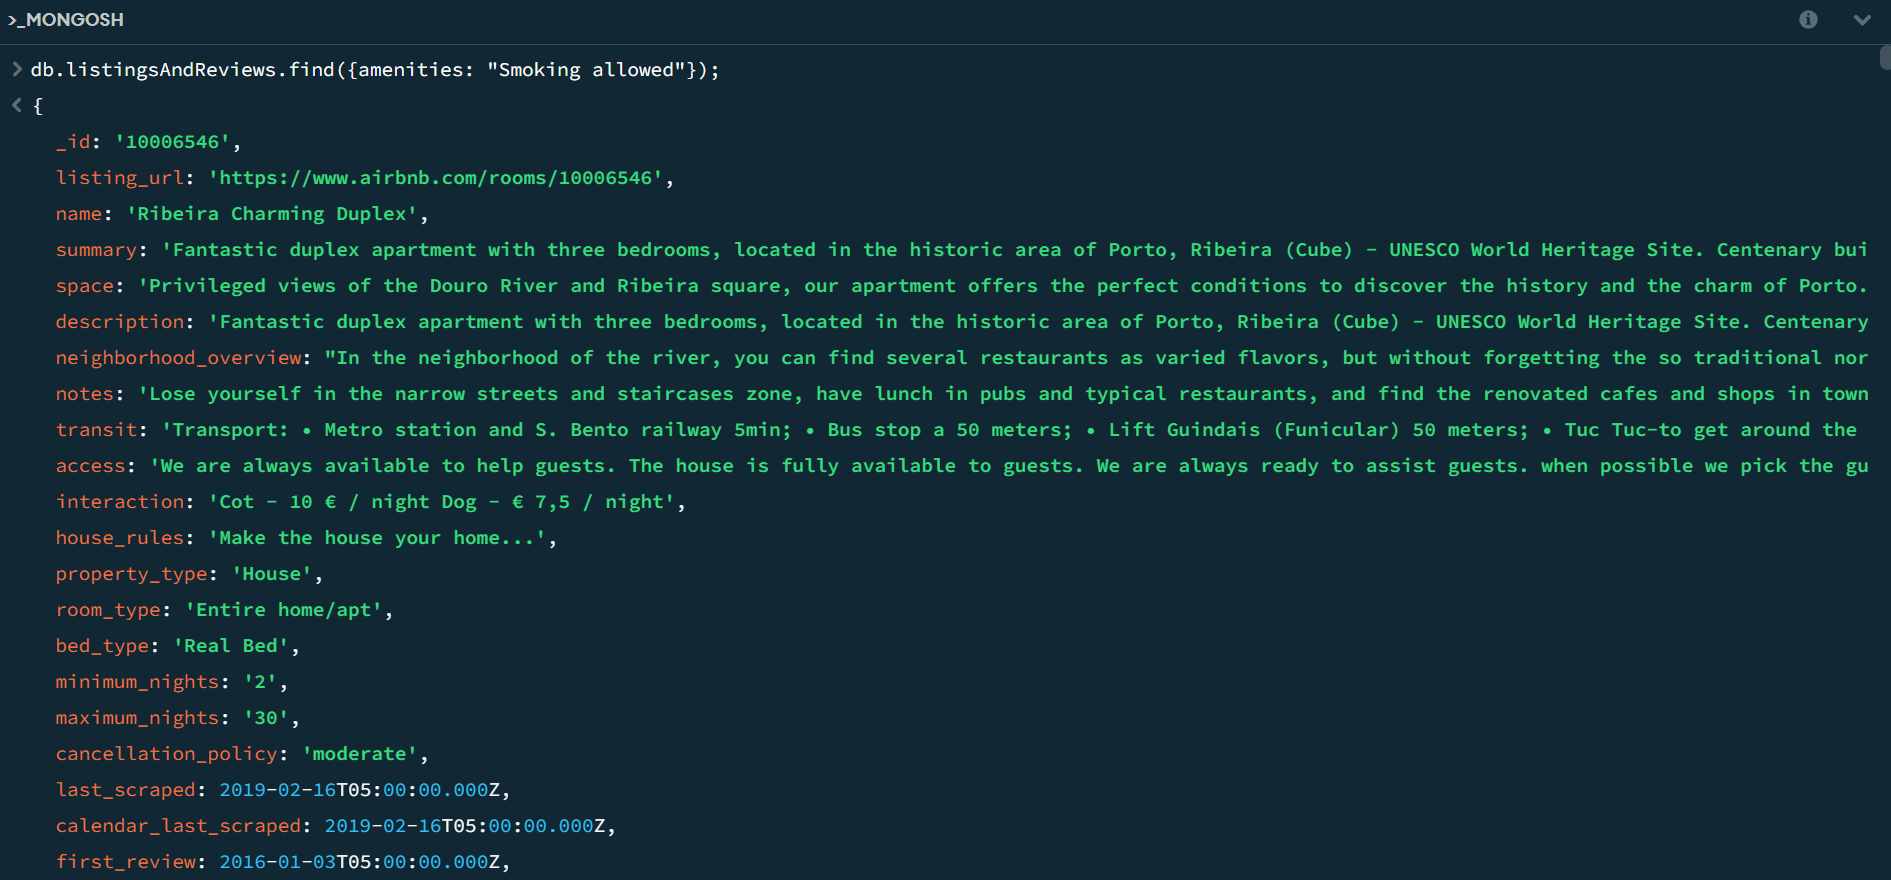 >_MONGOSH
> db.listingsAndReviews.find({amenities: "Smoking allowed"});
< {
_id: '10006546',
listing_url: 'https://www.airbnb.com/rooms/10006546',
name: 'Ribeira Charming Duplex',
summary: 'Fantastic duplex apartment with three bedrooms, located in the historic area of Porto, Ribeira (Cube) - UNESCO World Heritage Site. Centenary bui
space: 'Privileged views of the Douro River and Ribeira square, our apartment offers the perfect conditions to discover the history and the charm of Porto.
description: 'Fantastic duplex apartment with three bedrooms, located in the historic area of Porto, Ribeira (Cube) - UNESCO World Heritage Site. Centenary
neighborhood_overview: "In the neighborhood of the river, you can find several restaurants as varied flavors, but without forgetting the so traditional nor
notes: 'Lose yourself in the narrow streets and staircases zone, have lunch in pubs and typical restaurants, and find the renovated cafes and shops in town
transit: 'Transport: • Metro station and S. Bento railway 5min; • Bus stop a 50 meters; • Lift Guindais (Funicular) 50 meters; • Tuc Tuc-to get around the
access: 'We are always available to help guests. The house is fully available to guests. We are always ready to assist guests. when possible we pick the gu
interaction: 'Cot - 10 € / night Dog - € 7,5 / night',
house_rules: 'Make the house your home...',
property_type: 'House',
room_type: 'Entire home/apt',
bed_type: 'Real Bed',
minimum_nights: '2',
maximum_nights: '30',
cancellation_policy: 'moderate',
last_scraped: 2019-02-16T05:00:00.000Z,
calendar_last_scraped: 2019-02-16T05:00:00.000Z,
first_review: 2016-01-03T05:00:00.000Z,